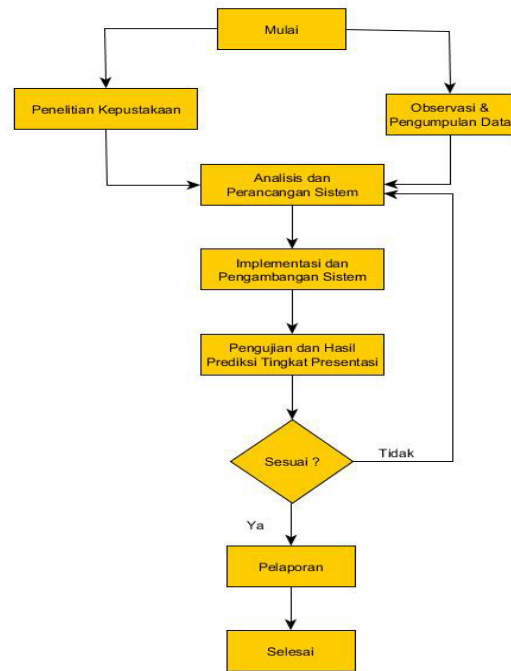 Mulai
Penelitian Kepustakaan
Observasi &
Pengumpulan Data
Analisis dan
Perancangan Sistem
Implementasi dan
Pengambangan Sistem
Pengujian dan Hasil
Prediksi Tingkat Presentasi
Sesuai ?
Tidak
Ya
Pelaporan
Selesai